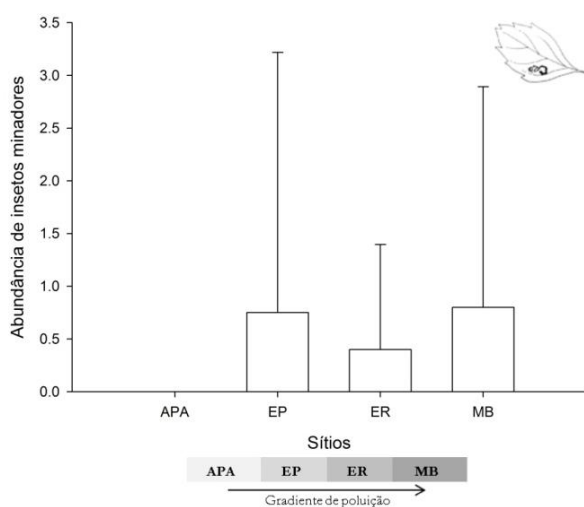 Abundância de insetos minadores
3.5
3.0
2.5
2.0
1.5
1.0
0.5
0.0
APA EP ER MB
Sítios
APA EP ER MB
Gradiente de poluição